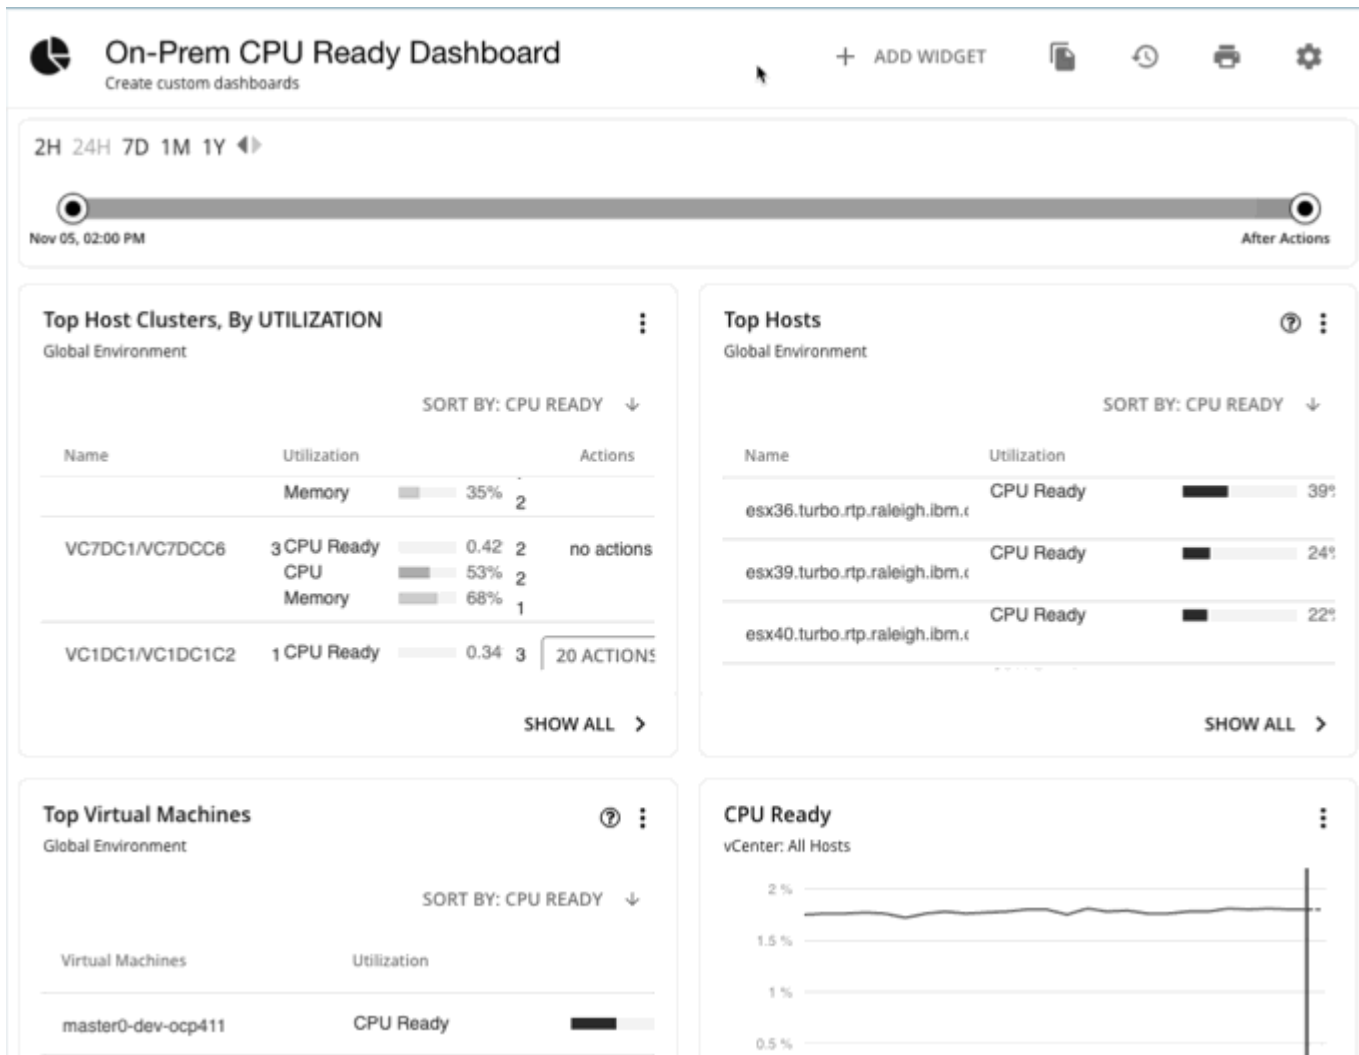 On-Prem CPU Ready Dashboard
Create custom dashboards
+ ADD WIDGET
2H 24H 7D 1M 1Y
Nov 05, 02:00 PM
After Actions
Top Host Clusters, By UTILIZATION
Global Environment
SORT BY: CPU READY ↓
Name Utilization Actions
Memory 35% 2
VC7DC1/VC7DCC6 3 CPU Ready 0.42 2 no actions
CPU 53% 2
Memory 68% 1
VC1DC1/VC1DC1C2 1 CPU Ready 0.34 3 20 ACTIONS
SHOW ALL >
Top Hosts
Global Environment
SORT BY: CPU READY ↓
Name Utilization
CPU Ready 39%
esx36.turbo.rtp.raleigh.ibm.c
CPU Ready 24%
esx39.turbo.rtp.raleigh.ibm.c
CPU Ready 22%
esx40.turbo.rtp.raleigh.ibm.c
SHOW ALL >
Top Virtual Machines
Global Environment
SORT BY: CPU READY ↓
Virtual Machines Utilization
master0-dev-ocp411 CPU Ready
CPU Ready
vCenter: All Hosts
2 %
1.5 %
1 %
0.5 %